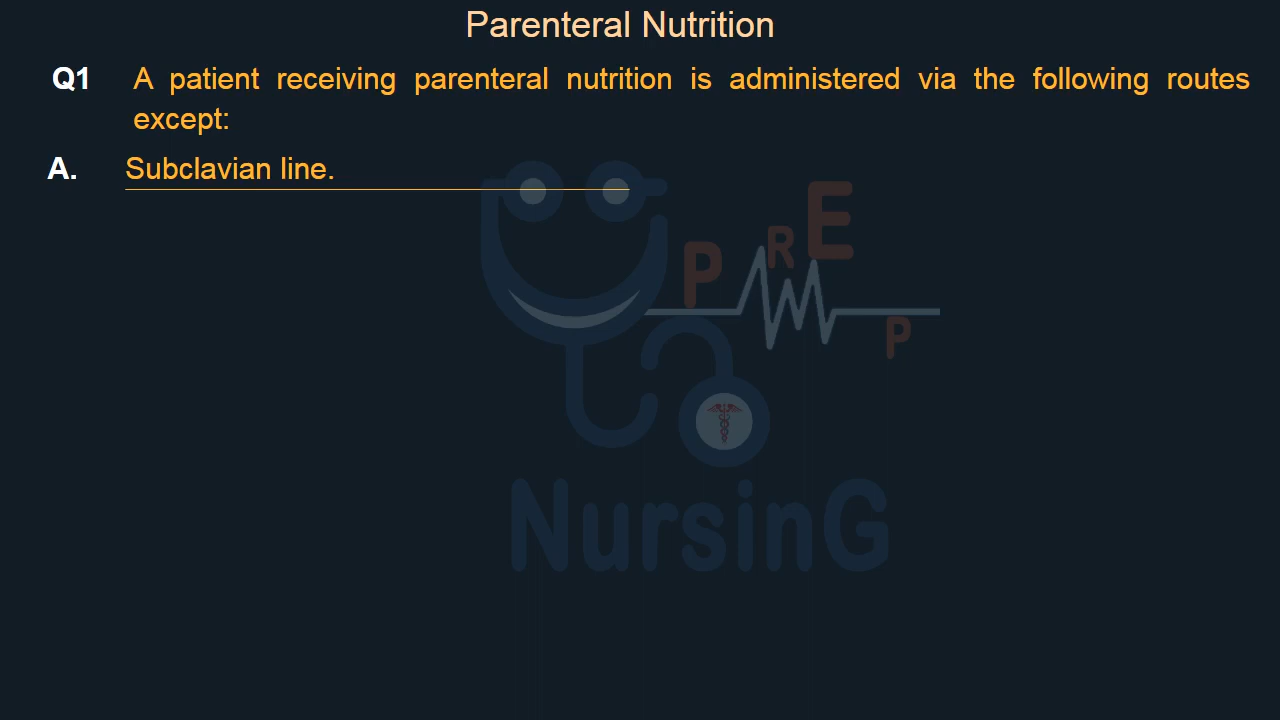 Parenteral Nutrition
Q1 A patient receiving parenteral nutrition is administered via the following routes
except:
A. Subclavian line.
PREP
NursinG